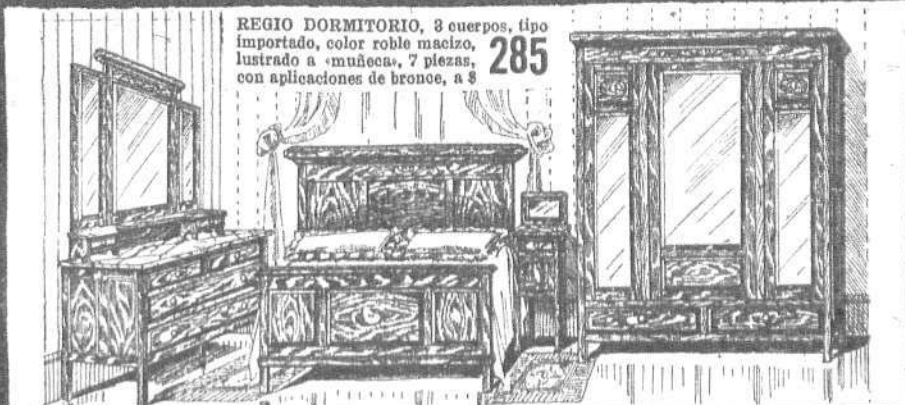 REGIO DORMITORIO, 3 cuerpos, tipo
importado, color roble macizo,
lustrado a «muñeca», 7 piezas,
con aplicaciones de bronce, a $
285